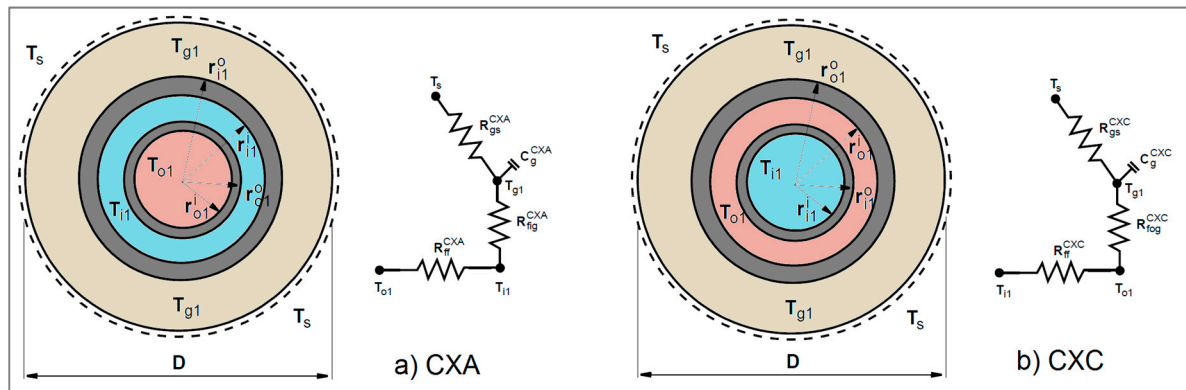 T_s
T_g1
r_i1^o
T_o1
r_i1^i
T_i1
r_o1^o
r_o1^i
T_g1
T_s
D
T_s
R_gs^CXA
C_g^CXA
T_g1
R_fig^CXA
R_ff^CXA
T_o1
T_i1
a) CXA
T_s
T_g1
r_o1^o
T_i1
r_o1^i
r_i1^o
T_o1
r_i1^i
T_g1
T_s
D
T_s
R_gs^CXC
C_g^CXC
T_g1
R_fog^CXC
R_ff^CXC
T_i1
T_o1
b) CXC